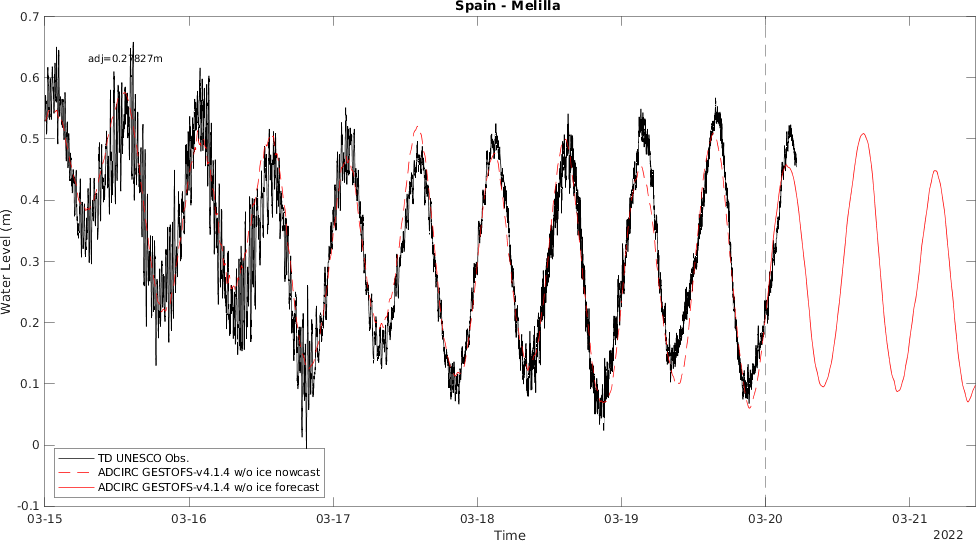 Spain - Melilla
adj=0.27827m
0.7
0.6
0.5
0.4
0.3
0.2
0.1
0
-0.1
Water Level (m)
TD UNESCO Obs.
ADCIRC GESTOFS-v4.1.4 w/o ice nowcast
ADCIRC GESTOFS-v4.1.4 w/o ice forecast
03-15 03-16 03-17 03-18 03-19 03-20 03-21
Time
2022